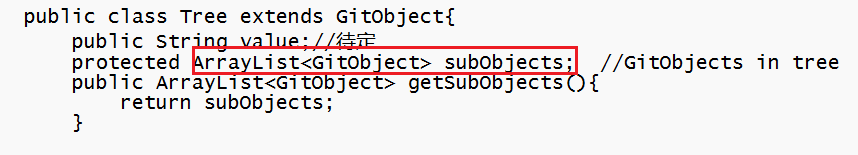 public class Tree extends GitObject{
public String value;//待定
protected ArrayList<GitObject> subObjects; //GitObjects in tree
public ArrayList<GitObject> getSubObjects(){
return subObjects;
}